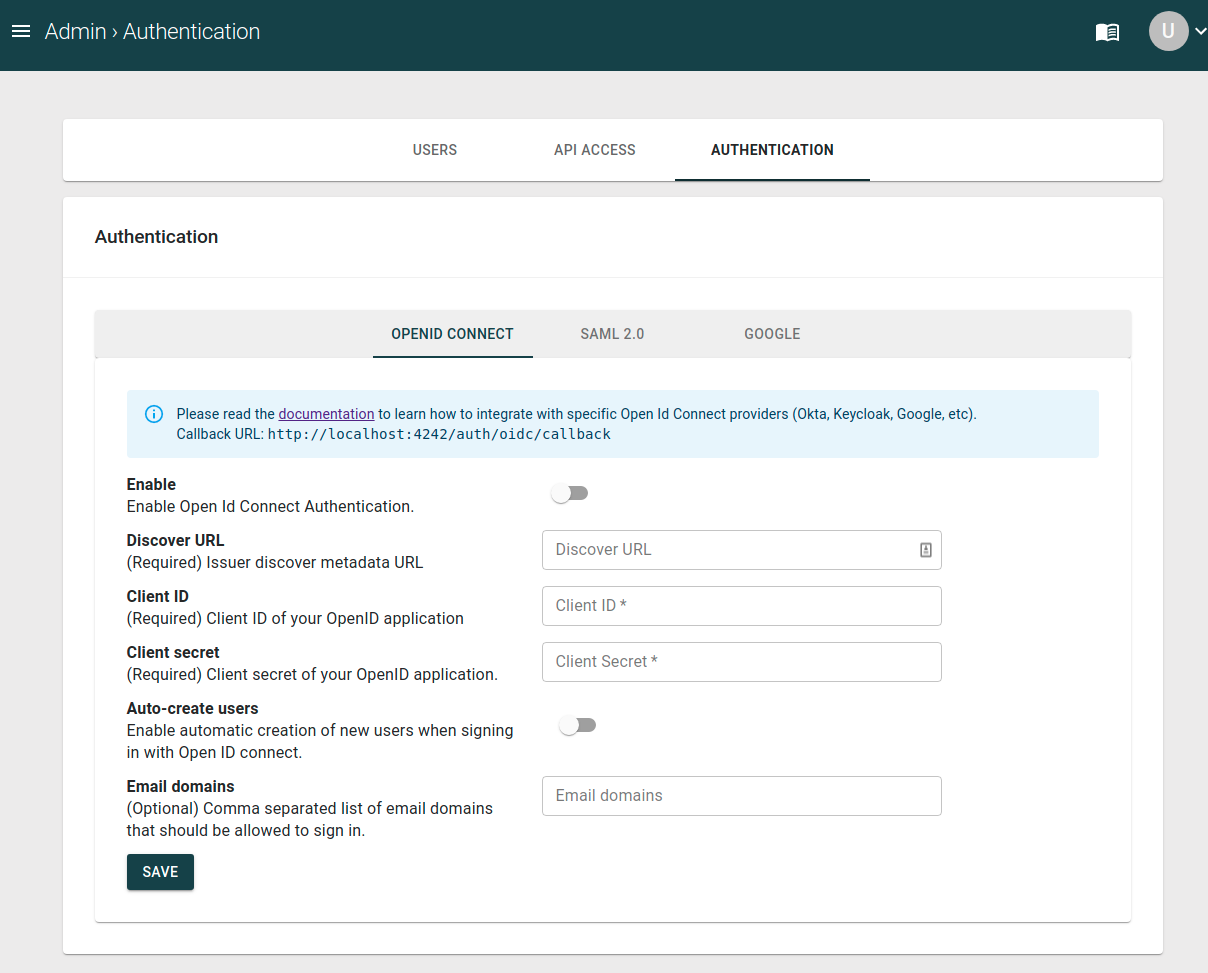 Admin › Authentication
U
USERS
API ACCESS
AUTHENTICATION
Authentication
OPENID CONNECT
SAML 2.0
GOOGLE
Please read the documentation to learn how to integrate with specific Open Id Connect providers (Okta, Keycloak, Google, etc).
Callback URL: http://localhost:4242/auth/oidc/callback
Enable
Enable Open Id Connect Authentication.
Discover URL
(Required) Issuer discover metadata URL
Discover URL
Client ID
(Required) Client ID of your OpenID application
Client ID *
Client secret
(Required) Client secret of your OpenID application.
Client Secret *
Auto-create users
Enable automatic creation of new users when signing
in with Open ID connect.
Email domains
(Optional) Comma separated list of email domains
that should be allowed to sign in.
Email domains
SAVE